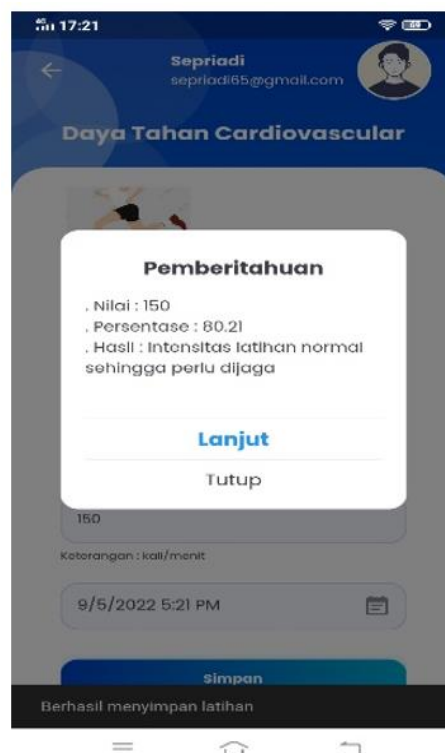 17:21
Sepriadi
sepriadi65@gmail.com
Daya Tahan Cardiovascular
Pemberitahuan
. Nilai : 150
. Persentase : 80.21
. Hasil : Intensitas latihan normal
sehingga perlu dijaga
Lanjut
Tutup
150
Keterangan : kali/menit
9/5/2022 5:21 PM
Simpan
Berhasil menyimpan latihan